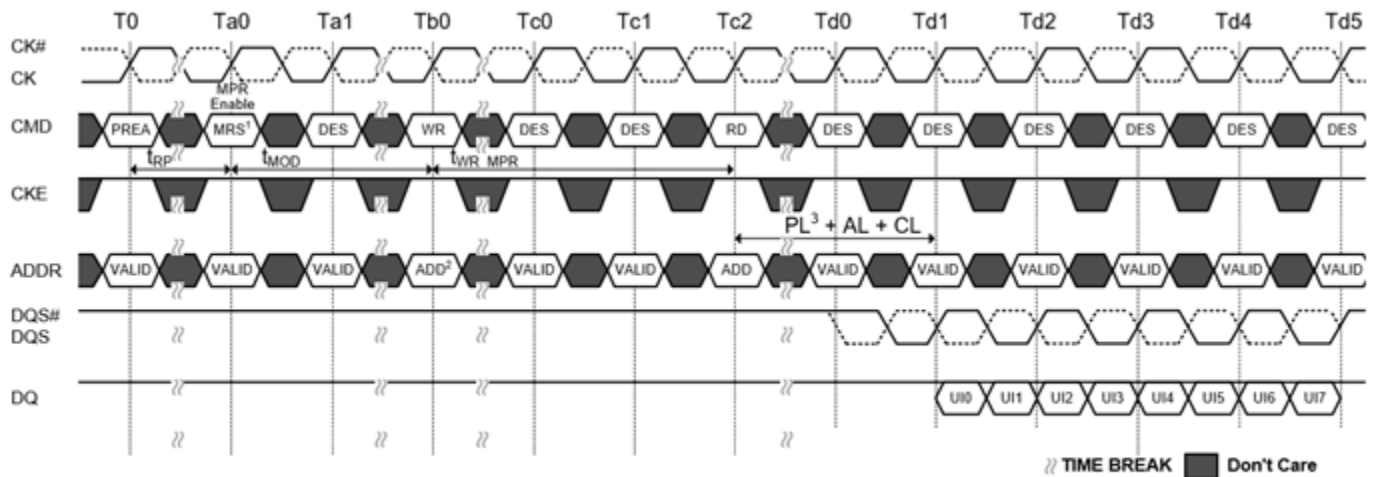 T0 Ta0 Ta1 Tb0 Tc0 Tc1 Tc2 Td0 Td1 Td2 Td3 Td4 Td5
CK#
CK
MPR
Enable
CMD PREA MRS¹ DES WR DES DES RD DES DES DES DES DES DES
tRP tMOD tWR_MPR
CKE
PL³ + AL + CL
ADDR VALID VALID VALID ADD² VALID VALID ADD VALID VALID VALID VALID VALID VALID
DQS#
DQS
DQ UI0 UI1 UI2 UI3 UI4 UI5 UI6 UI7
TIME BREAK Don't Care